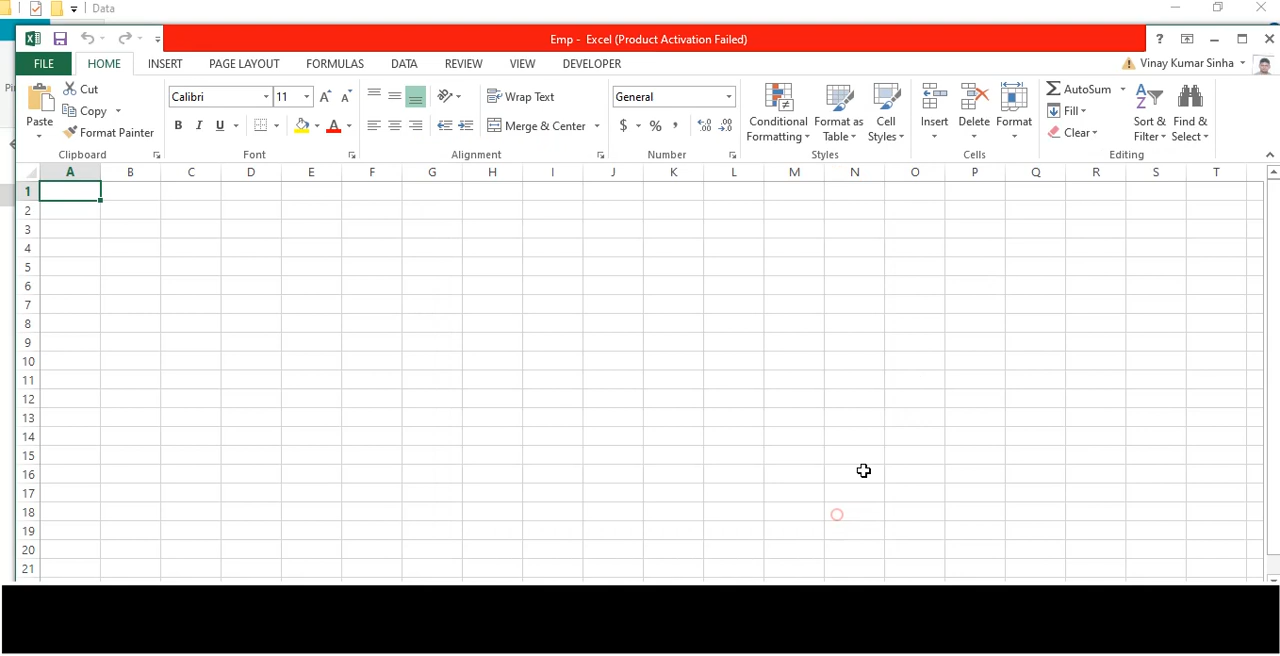 Data
Emp - Excel (Product Activation Failed)
?
FILE HOME INSERT PAGE LAYOUT FORMULAS DATA REVIEW VIEW DEVELOPER Vinay Kumar Sinha
Paste
Cut
Copy
Format Painter
Clipboard
Calibri 11 A A
B I U A
Font
Wrap Text
Merge & Center
Alignment
General
$ % , .0 .00 .00 .0
Number
Conditional Formatting
Format as Table
Cell Styles
Styles
Insert
Delete
Format
Cells
AutoSum
Fill
Clear
Sort & Filter
Find & Select
Editing
A B C D E F G H I J K L M N O P Q R S T
1
2
3
4
5
6
7
8
9
10
11
12
13
14
15
16
17
18
19
20
21